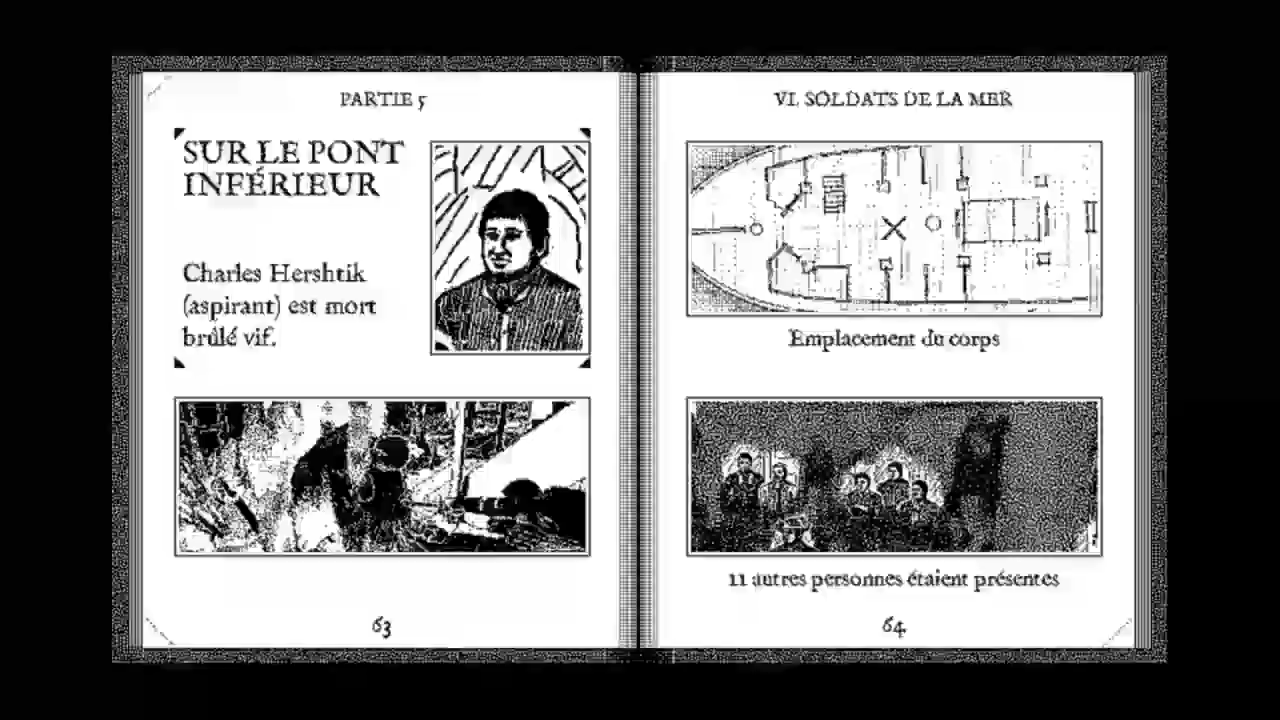 PARTIE 5
SUR LE PONT
INFÉRIEUR
Charles Hershtik
(aspirant) est mort
brûlé vif.
63
VI. SOLDATS DE LA MER
Emplacement du corps
11 autres personnes étaient présentes
64